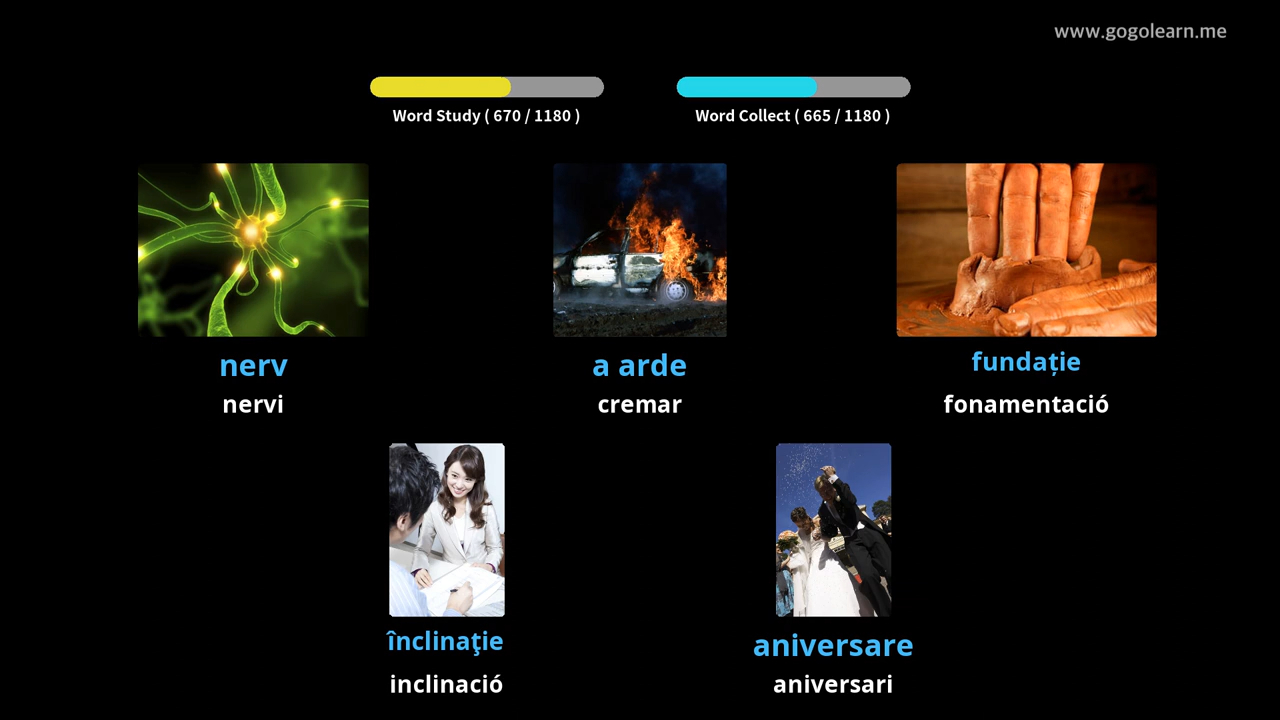 www.gogolearn.me
Word Study ( 670 / 1180 )
Word Collect ( 665 / 1180 )
nerv
nervi
a arde
cremar
fundație
fonamentació
înclinaţie
inclinació
aniversare
aniversari